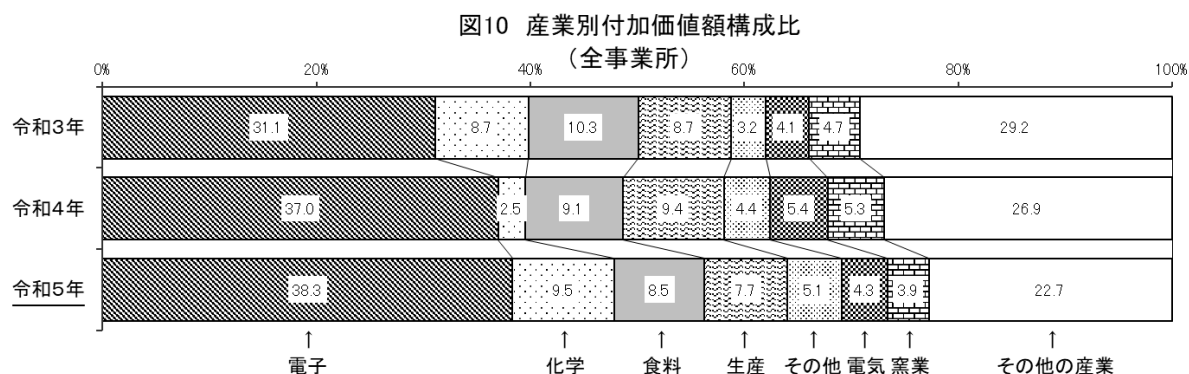 図10 産業別付加価値額構成比
（全事業所）
0% 20% 40% 60% 80% 100%
令和3年 31.1 8.7 10.3 8.7 3.2 4.1 4.7 29.2
令和4年 37.0 2.5 9.1 9.4 4.4 5.4 5.3 26.9
令和5年 38.3 9.5 8.5 7.7 5.1 4.3 3.9 22.7
↑ ↑ ↑ ↑ ↑ ↑ ↑ ↑
電子 化学 食料 生産 その他 電気 窯業 その他の産業